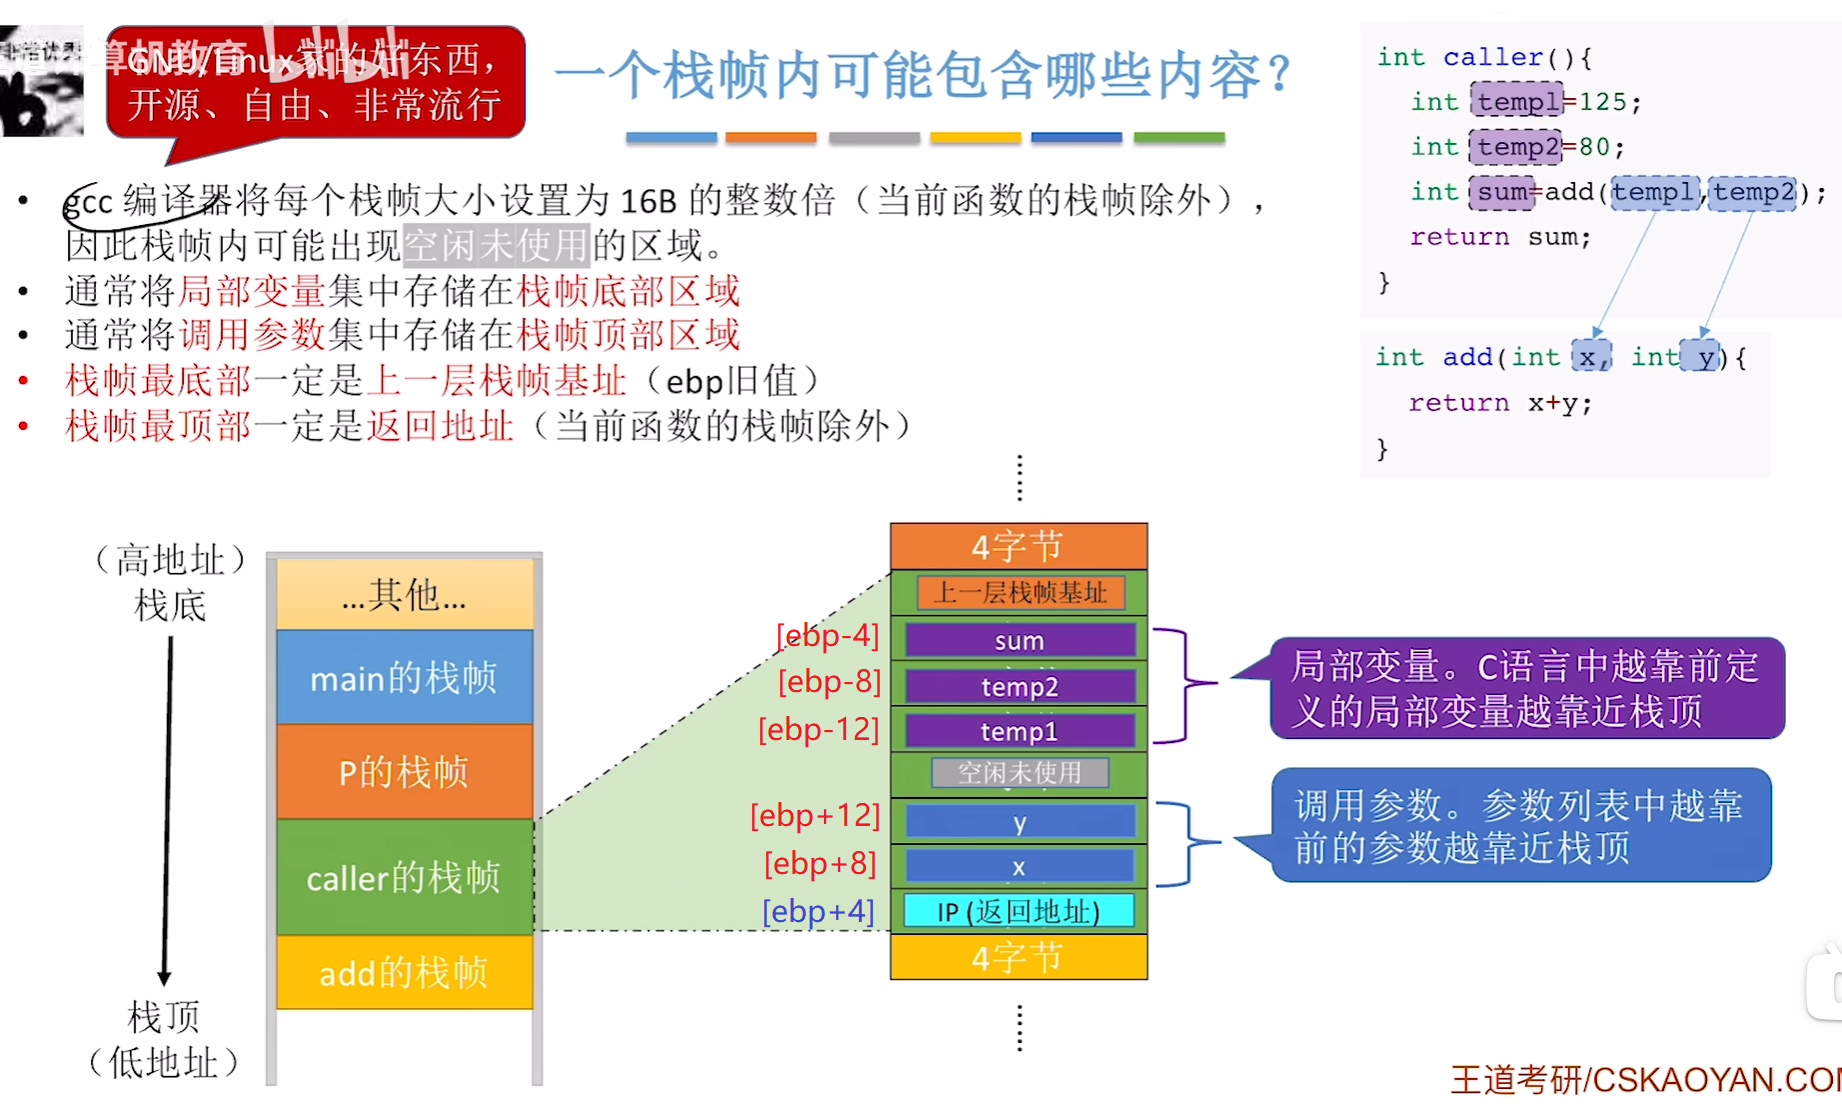 GNU/Linux家的好东西，
开源、自由、非常流行
一个栈帧内可能包含哪些内容？
• gcc 编译器将每个栈帧大小设置为 16B 的整数倍（当前函数的栈帧除外），
因此栈帧内可能出现空闲未使用的区域。
• 通常将局部变量集中存储在栈帧底部区域
• 通常将调用参数集中存储在栈帧顶部区域
• 栈帧最底部一定是上一层栈帧基址（ebp旧值）
• 栈帧最顶部一定是返回地址（当前函数的栈帧除外）
int caller(){
int temp1=125;
int temp2=80;
int sum=add(temp1,temp2);
return sum;
}
int add(int x, int y){
return x+y;
}
（高地址）
栈底
栈顶
（低地址）
...其他...
main的栈帧
P的栈帧
caller的栈帧
add的栈帧
4字节
上一层栈帧基址
[ebp-4] sum
[ebp-8] temp2
[ebp-12] temp1
空闲未使用
[ebp+12] y
[ebp+8] x
[ebp+4] IP (返回地址)
4字节
局部变量。C语言中越靠前定
义的局部变量越靠近栈顶
调用参数。参数列表中越靠
前的参数越靠近栈顶
王道考研/CSKAOYAN.COM